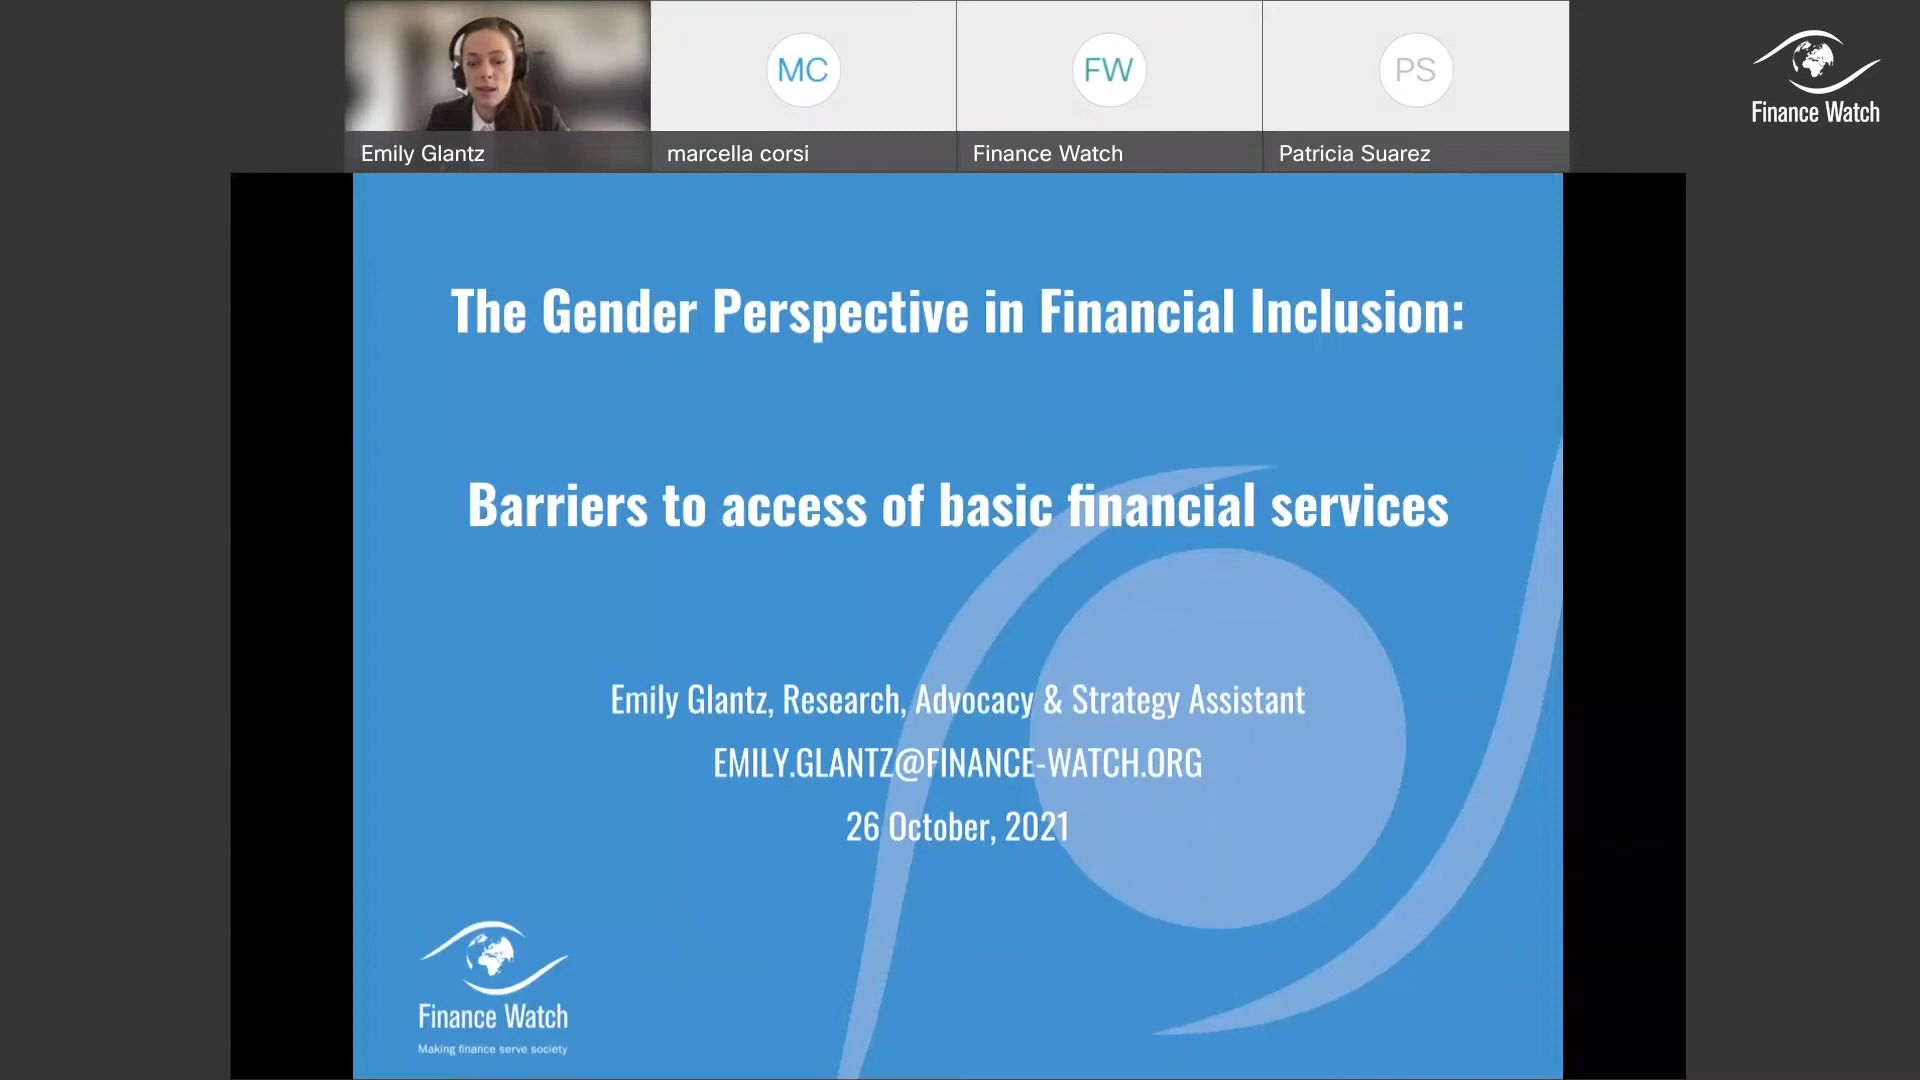 MC
FW
PS
Finance Watch
Emily Glantz
marcella corsi
Finance Watch
Patricia Suarez
The Gender Perspective in Financial Inclusion:
Barriers to access of basic financial services
Emily Glantz, Research, Advocacy & Strategy Assistant
EMILY.GLANTZ@FINANCE-WATCH.ORG
26 October, 2021
Finance Watch
Making finance serve society